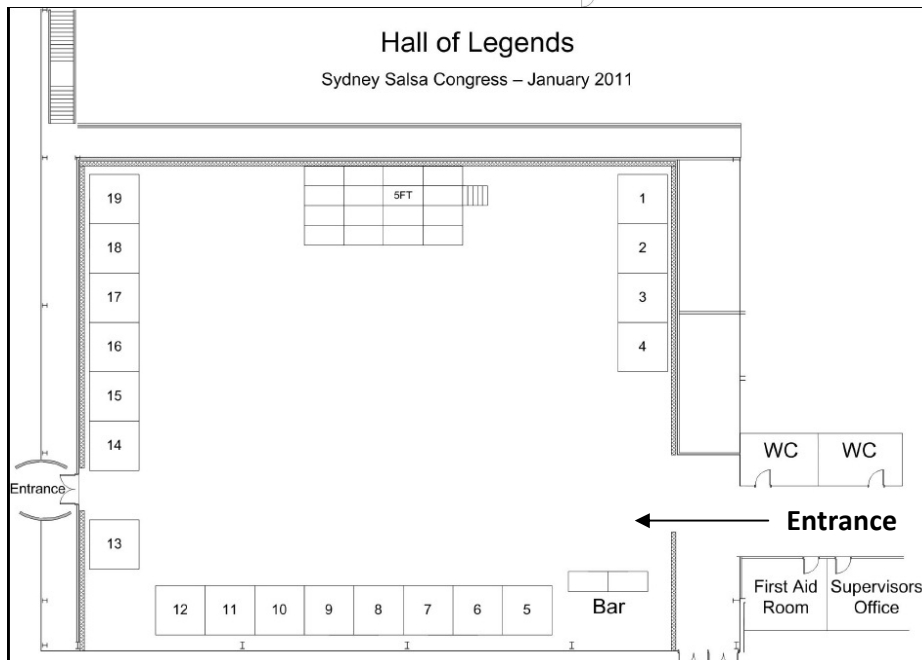 Hall of Legends
Sydney Salsa Congress – January 2011
19
5FT
1
18
2
17
3
16
4
15
14
WC WC
Entrance
Entrance
13
12 11 10 9 8 7 6 5
Bar
First Aid
Room
Supervisors
Office